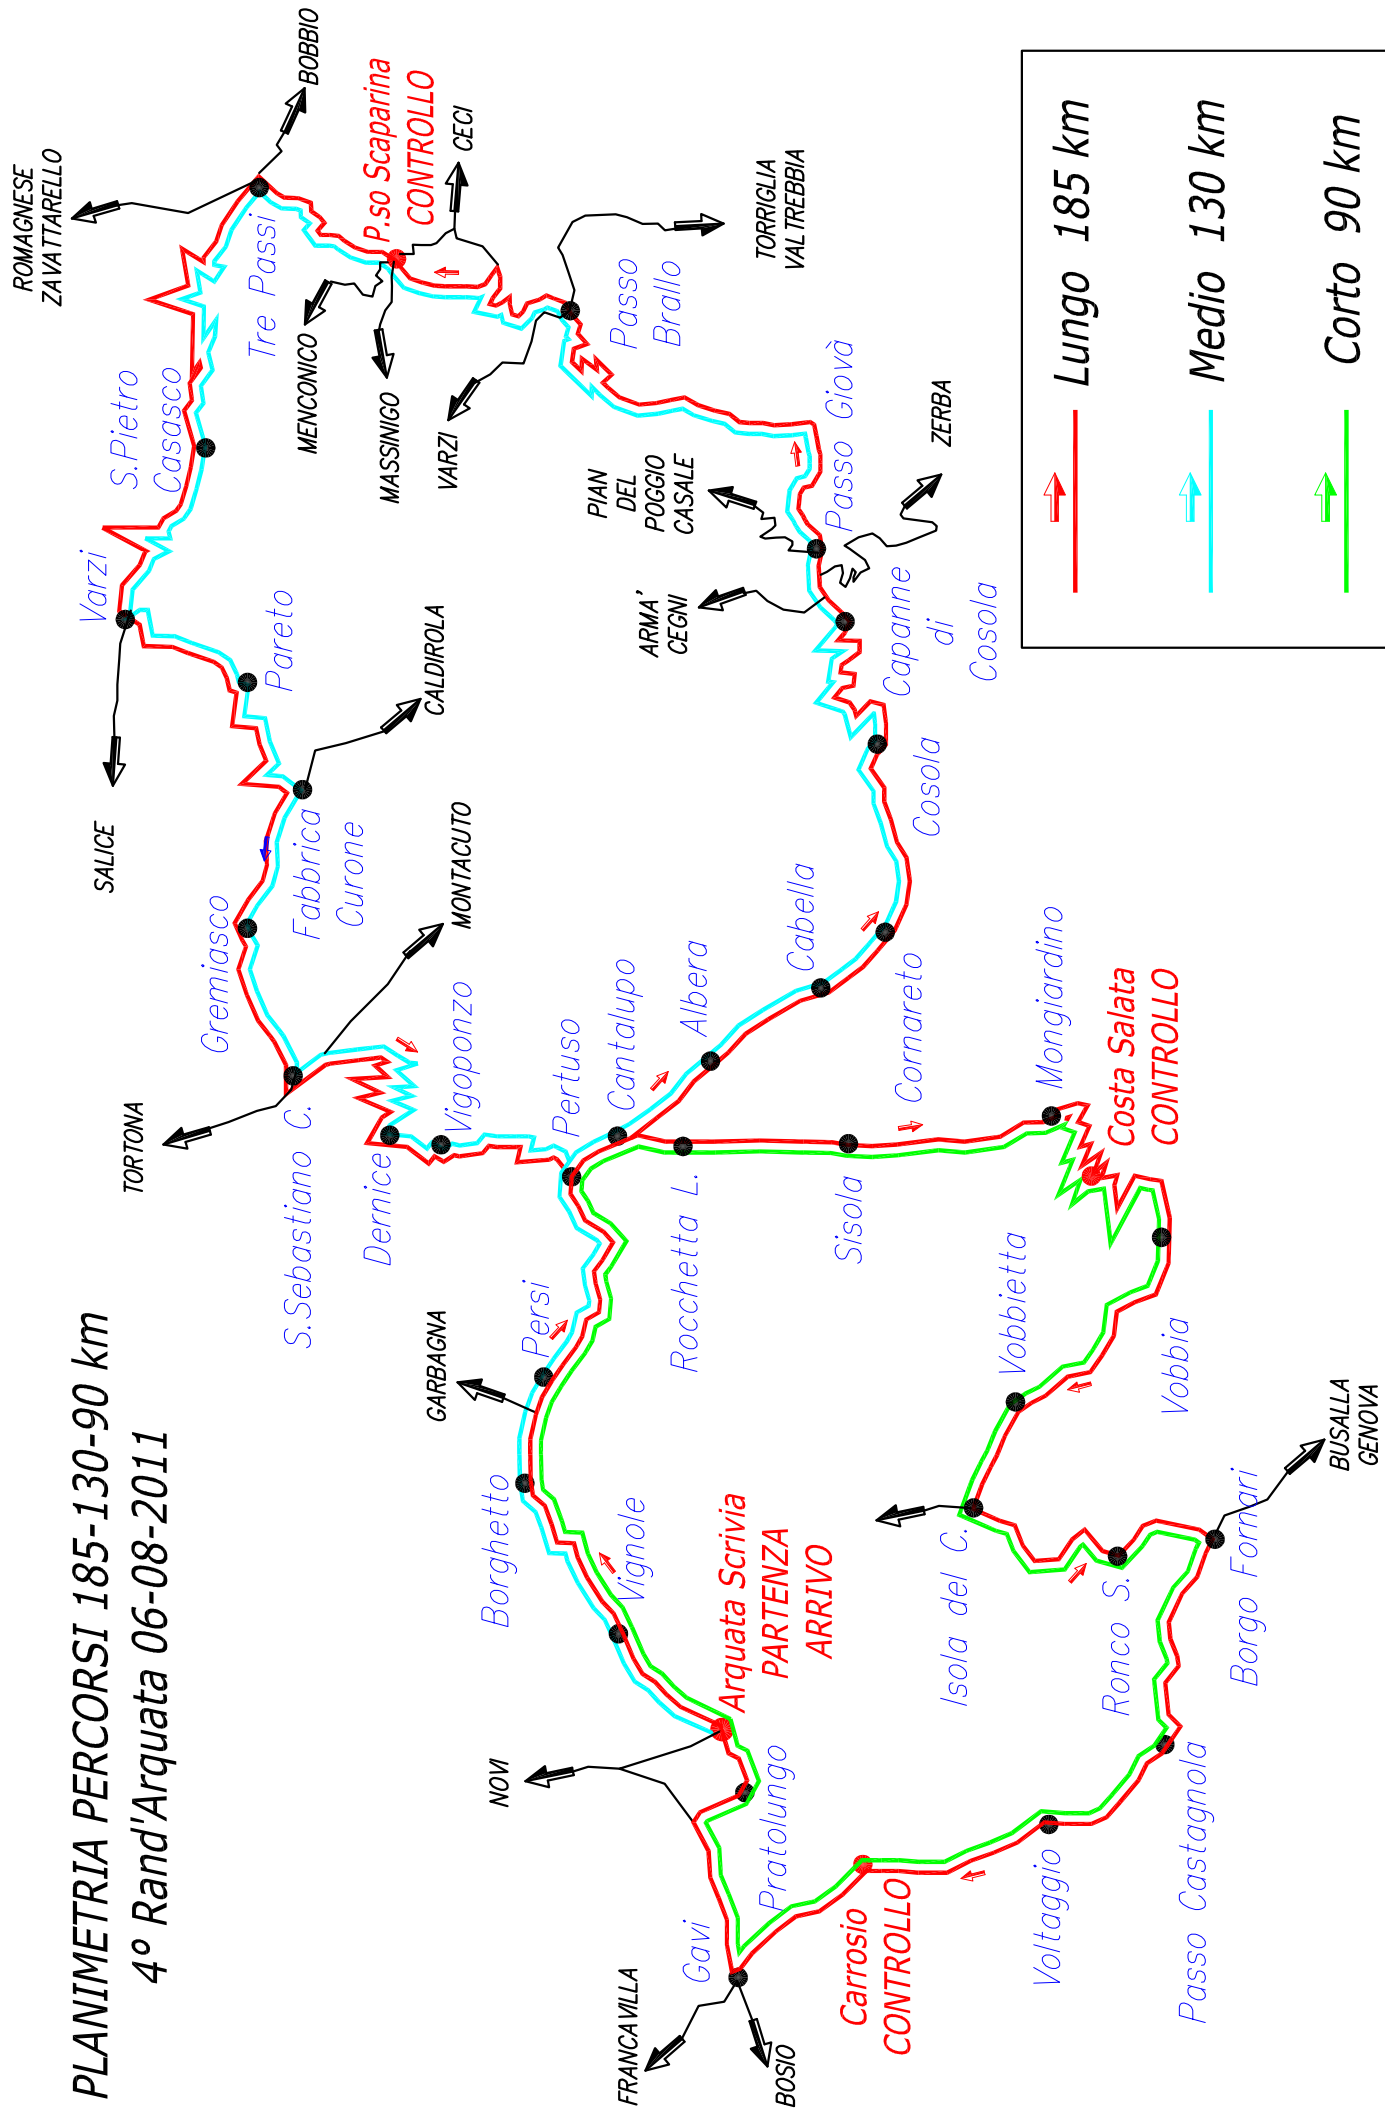 PLANIMETRIA PERCORSI 185-130-90 km
4° Rand'Arquata 06-08-2011
ROMAGNESE
ZAVATTARELLO
BOBBIO
Tre Passi
P.so Scaparina
CONTROLLO
CECI
MENCONICO
MASSINIGO
VARZI
Passo
Brallo
TORRIGLIA
VALTREBBIA
S.Pietro
Casasco
Varzi
SALICE
Pareto
CALDIROLA
Fabbrica
Curone
Gremiasco
MONTACUTO
S.Sebastiano C.
TORTONA
Dernice
Vigoponzo
Pertuso
Cantalupo
Albera
Cabella
Cornareto
Cosola
Capanne
di
Cosola
ARMA'
CEGNI
PIAN
DEL
POGGIO
CASALE
Passo Giovà
ZERBA
Rocchetta L.
Sisola
Mongiardino
Costa Salata
CONTROLLO
Vobbia
Vobbietta
Isola del C.
Ronco S.
Borgo Fornari
BUSALLA
GENOVA
Passo Castagnola
Voltaggio
Carrosio
CONTROLLO
Gavi
FRANCAVILLA
BOSIO
Pratolungo
NOVI
Arquata Scrivia
PARTENZA
ARRIVO
Vignole
Borghetto
GARBAGNA
Persi
Lungo 185 km
Medio 130 km
Corto 90 km